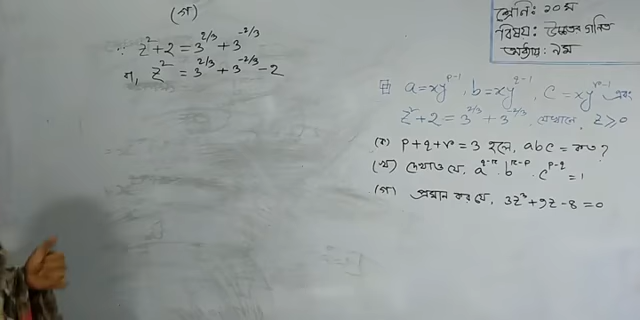 (গ)
∵ z² + 2 = 3^{2/3} + 3^{-2/3}
বা, z² = 3^{2/3} + 3^{-2/3} - 2
শ্রেণি: ১০ম
বিষয়: উচ্চতর গণিত
অধ্যায়: ৯ম
a = xy^{p-1}, b = xy^{q-1}, c = xy^{r-1} এবং
z² + 2 = 3^{2/3} + 3^{-2/3}, যেখানে, z ≥ 0
(ক) p + q + r = 3 হলে, abc = কত?
(খ) দেখাও যে, a^{q-r} · b^{r-p} · c^{p-q} = 1
(গ) প্রমাণ কর যে, 3z³ + 9z - 8 = 0